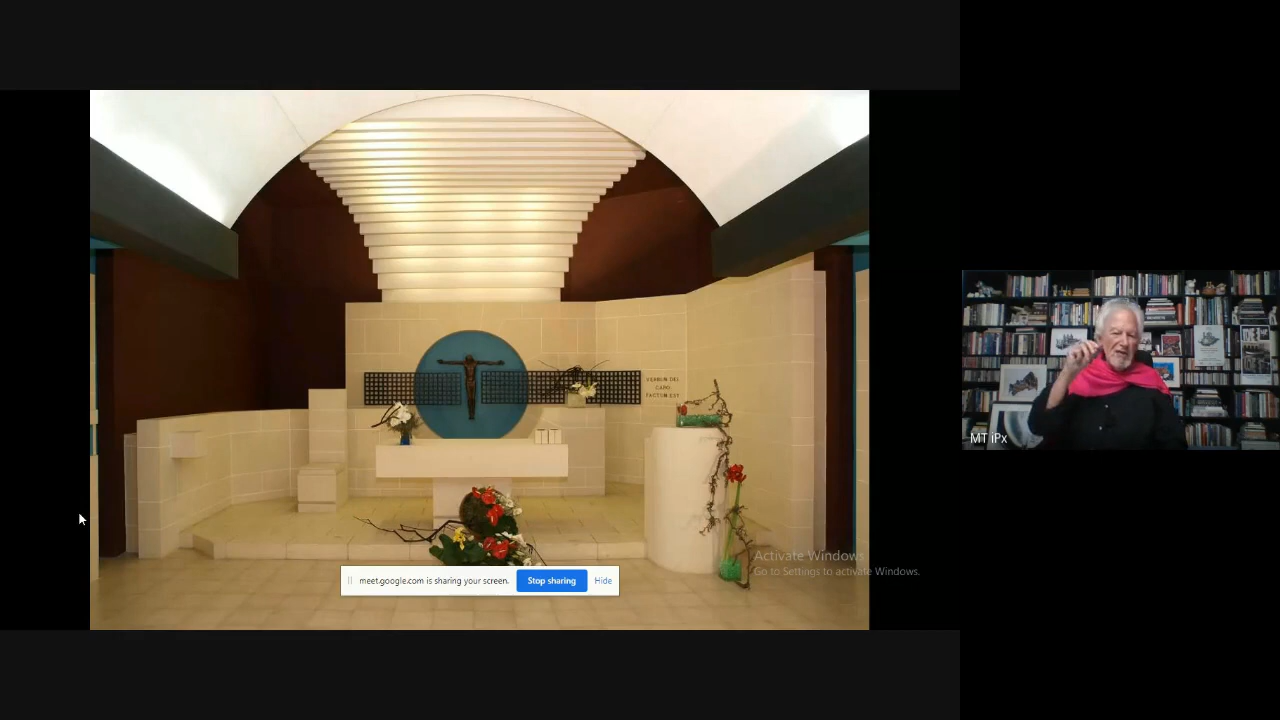 VERBUM DEI
CARO
FACTUM EST
MT iPx
Activate Windows
Go to Settings to activate Windows.
meet.google.com is sharing your screen.
Stop sharing
Hide